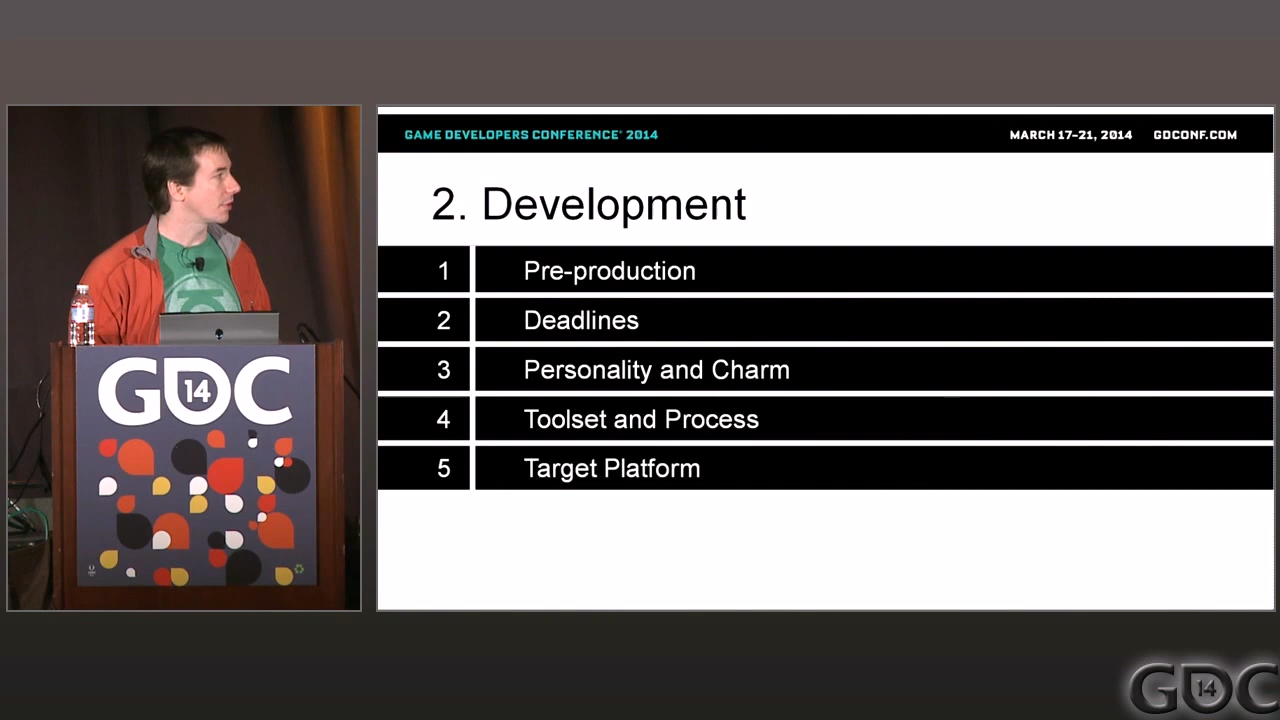 GAME DEVELOPERS CONFERENCE® 2014
MARCH 17-21, 2014 GDCONF.COM
2. Development
1 Pre-production
2 Deadlines
3 Personality and Charm
4 Toolset and Process
5 Target Platform
GDC
14
GDC
14